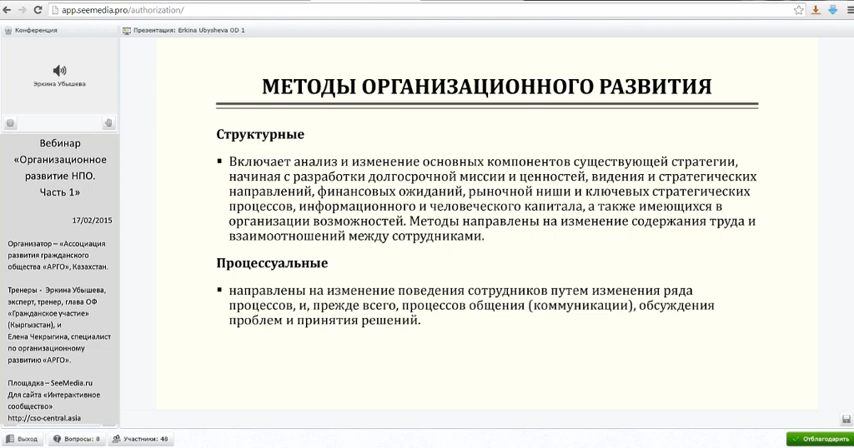 app.seemedia.pro/authorization/
Конференция
Презентация: Erkina Ubysheva OD 1
Эркина Убышева
Вебинар
«Организационное
развитие НПО.
Часть 1»
17/02/2015
Организатор – «Ассоциация
развития гражданского
общества «АРГО», Казахстан.
Тренеры - Эркина Убышева,
эксперт, тренер, глава ОФ
«Гражданское участие»
(Кыргызстан), и
Елена Чекрыгина, специалист
по организационному
развитию «АРГО».
Площадка – SeeMedia.ru
Для сайта «Интерактивное
сообщество»
http://cso-central.asia
МЕТОДЫ ОРГАНИЗАЦИОННОГО РАЗВИТИЯ
Структурные
▪ Включает анализ и изменение основных компонентов существующей стратегии,
начиная с разработки долгосрочной миссии и ценностей, видения и стратегических
направлений, финансовых ожиданий, рыночной ниши и ключевых стратегических
процессов, информационного и человеческого капитала, а также имеющихся в
организации возможностей. Методы направлены на изменение содержания труда и
взаимоотношений между сотрудниками.
Процессуальные
▪ направлены на изменение поведения сотрудников путем изменения ряда
процессов, и, прежде всего, процессов общения (коммуникации), обсуждения
проблем и принятия решений.
Выход
Вопросы: 8
Участники: 46
Отблагодарить